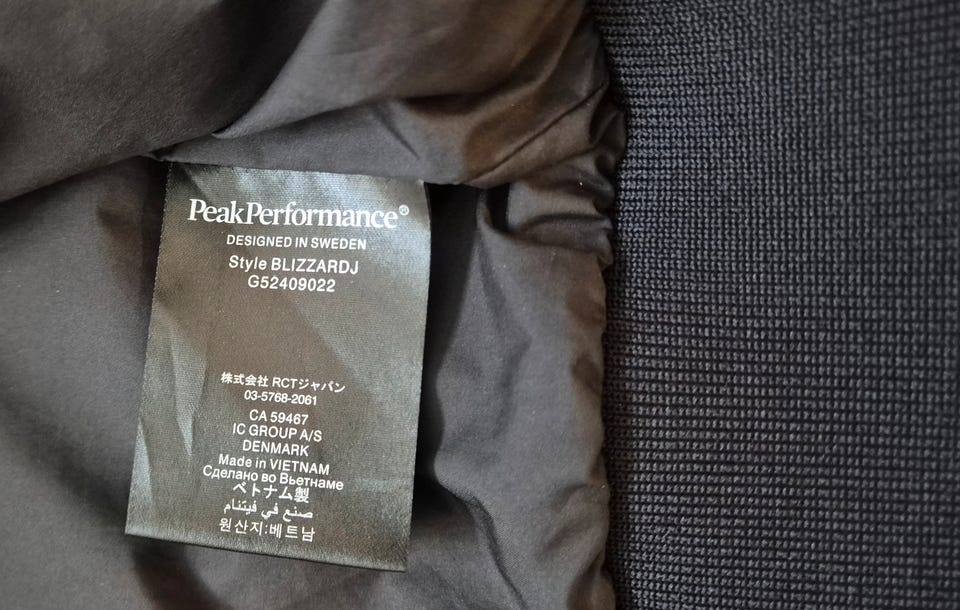 PeakPerformance®
DESIGNED IN SWEDEN
Style BLIZZARDJ
G52409022
株式会社 RCTジャパン
03-5768-2061
CA 59467
IC GROUP A/S
DENMARK
Made in VIETNAM
Сделано во Вьетнаме
ベトナム製
صنع في فيتنام
원산지:베트남